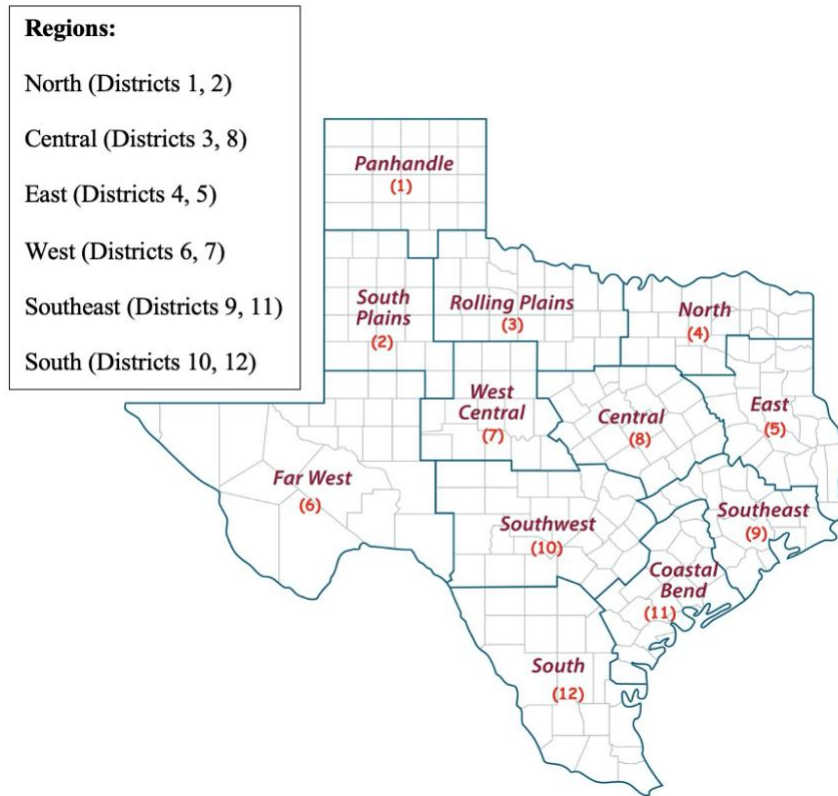 Regions:
North (Districts 1, 2)
Central (Districts 3, 8)
East (Districts 4, 5)
West (Districts 6, 7)
Southeast (Districts 9, 11)
South (Districts 10, 12)
Panhandle
(1)
South
Plains
(2)
Rolling Plains
(3)
North
(4)
West
Central
(7)
Central
(8)
East
(5)
Far West
(6)
Southwest
(10)
Southeast
(9)
Coastal
Bend
(11)
South
(12)